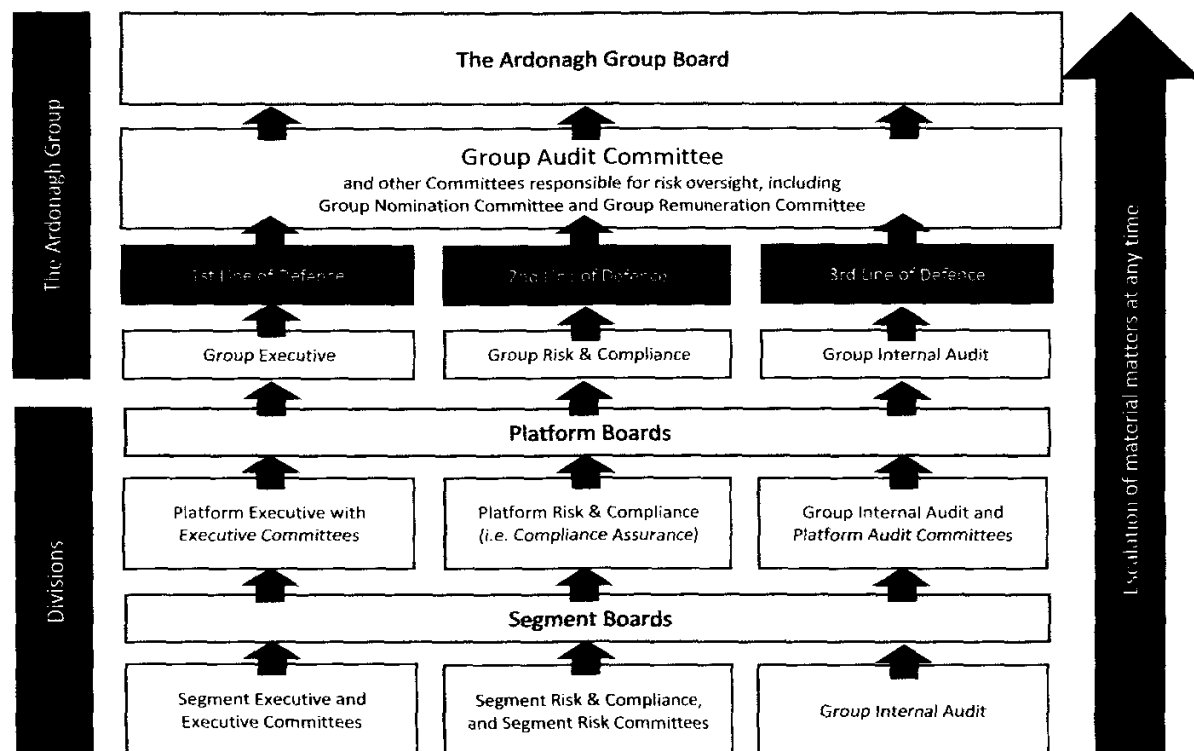 The Ardonagh Group Board
The Ardonagh Group
Group Audit Committee
and other Committees responsible for risk oversight, including
Group Nomination Committee and Group Remuneration Committee
1st Line of Defence
2nd Line of Defence
3rd Line of Defence
Group Executive
Group Risk & Compliance
Group Internal Audit
Escalation of material matters at any time
Divisions
Platform Boards
Platform Executive with
Executive Committees
Platform Risk & Compliance
(i.e. Compliance Assurance)
Group Internal Audit and
Platform Audit Committees
Segment Boards
Segment Executive and
Executive Committees
Segment Risk & Compliance,
and Segment Risk Committees
Group Internal Audit